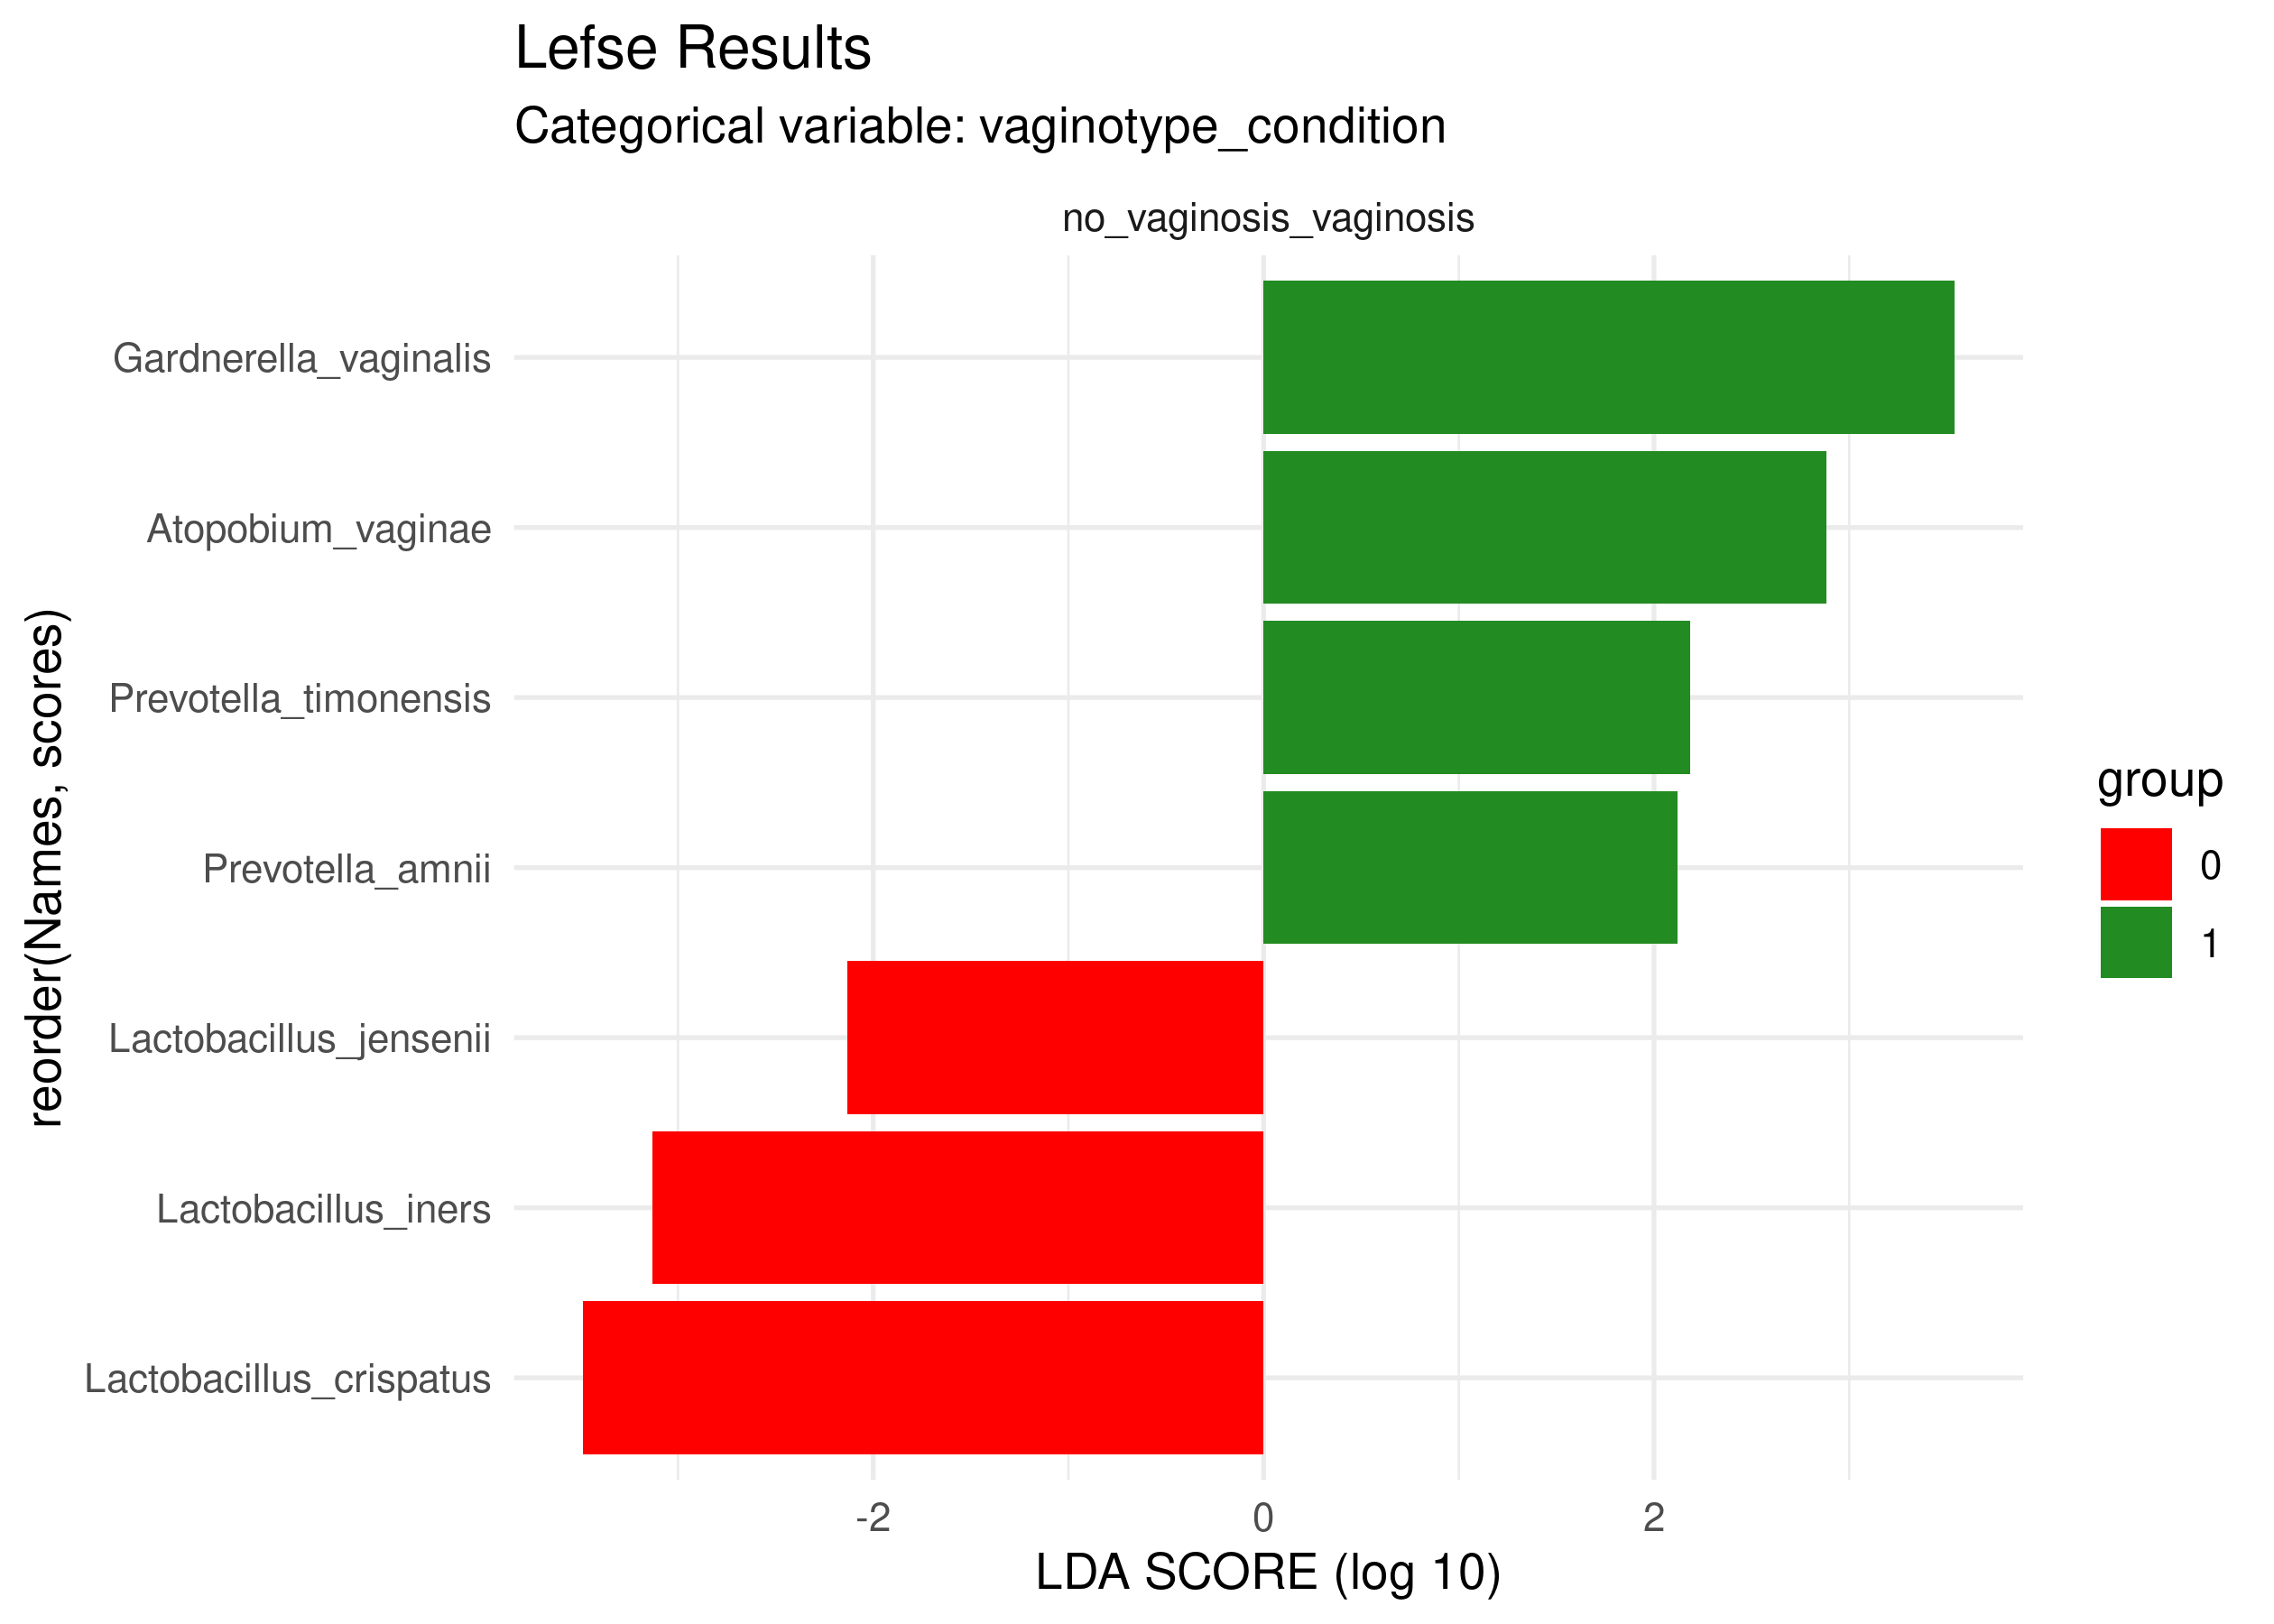 Lefse Results
Categorical variable: vaginotype_condition
no_vaginosis_vaginosis
reorder(Names, scores)
Gardnerella_vaginalis
Atopobium_vaginae
Prevotella_timonensis
Prevotella_amnii
Lactobacillus_jensenii
Lactobacillus_iners
Lactobacillus_crispatus
-2 0 2
LDA SCORE (log 10)
group
0
1